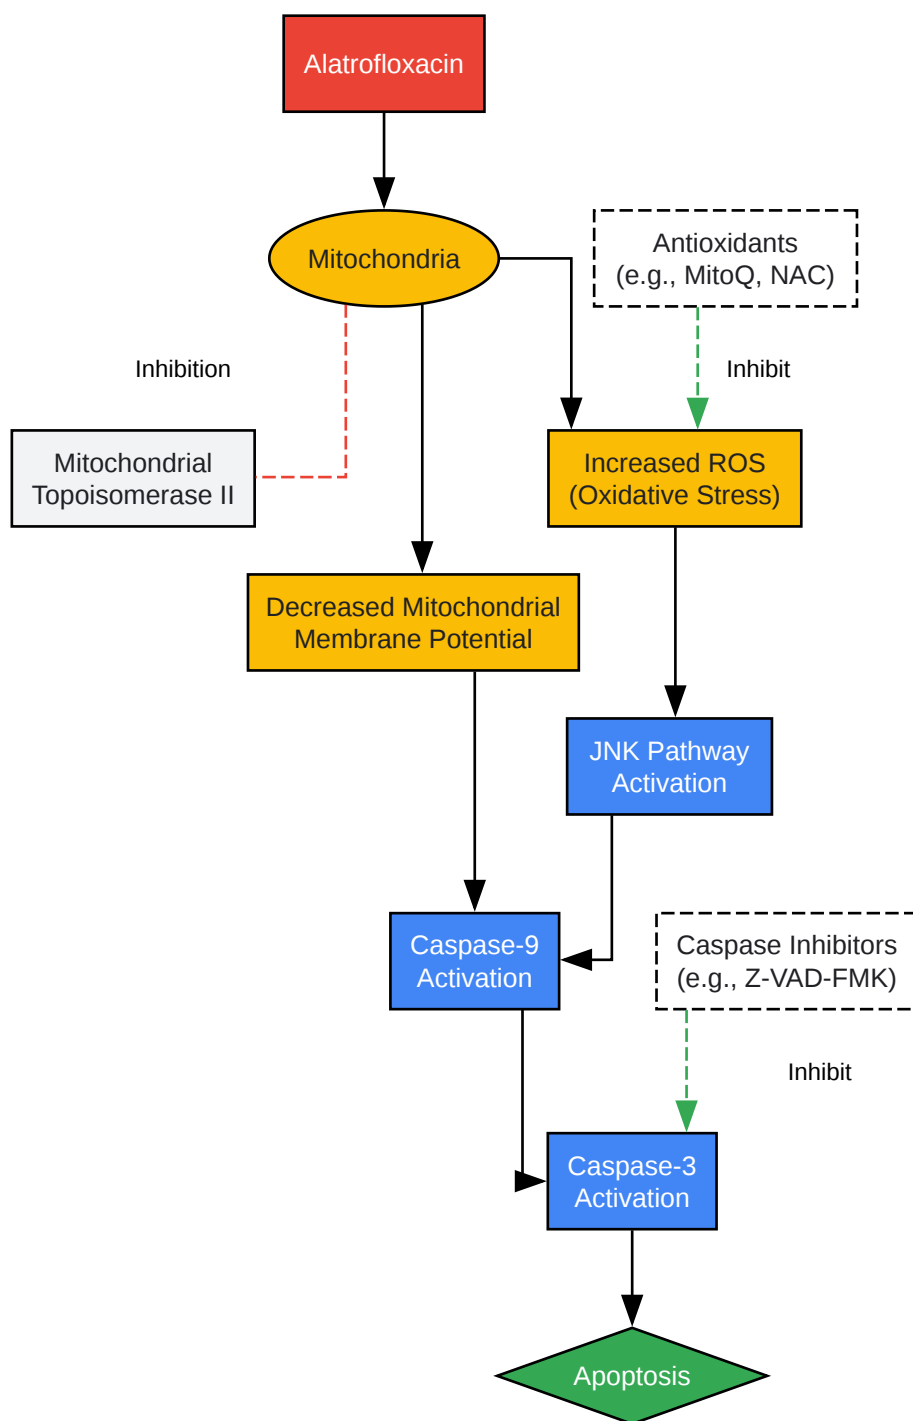 Alatrofloxacin
Mitochondria
Antioxidants
(e.g., MitoQ, NAC)
Inhibition
Inhibit
Mitochondrial
Topoisomerase II
Increased ROS
(Oxidative Stress)
Decreased Mitochondrial
Membrane Potential
JNK Pathway
Activation
Caspase-9
Activation
Caspase Inhibitors
(e.g., Z-VAD-FMK)
Inhibit
Caspase-3
Activation
Apoptosis